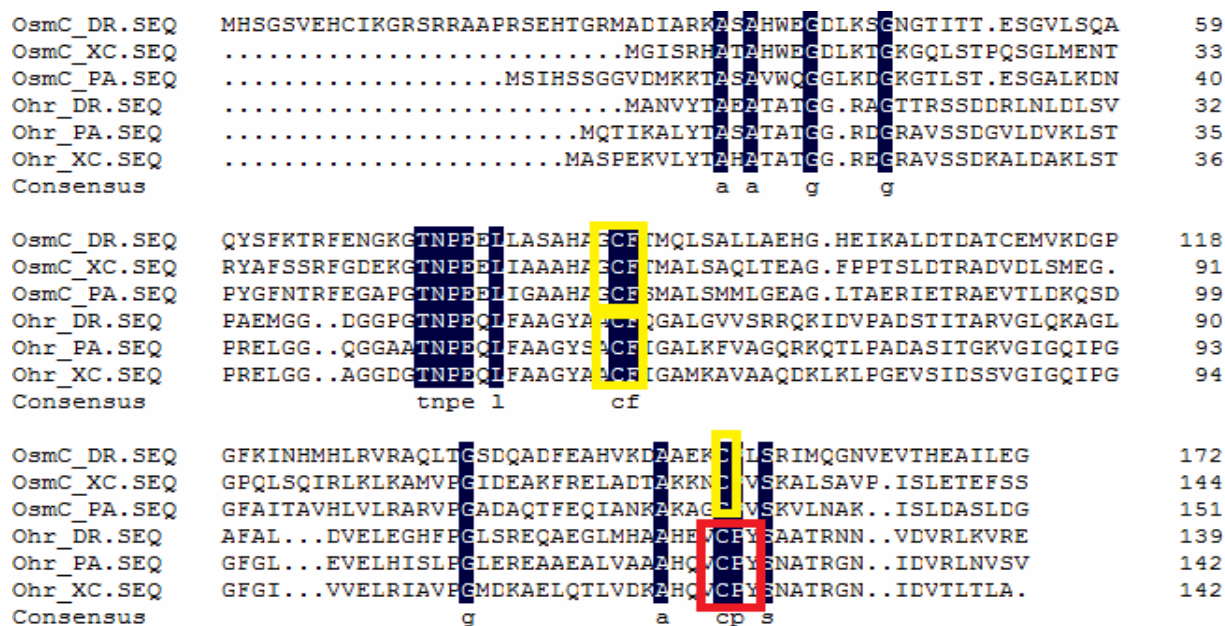 OsmC_DR.SEQ MHSGSVEHCIKGRSRRAAPRSEHTGRMADIARKASAHWEGDLKSGNGTITT.ESGVLSQA 59
OsmC_XC.SEQ ...........................MGISRHATAHWEGDLKTGKGQLSTPQSGLMENT 33
OsmC_PA.SEQ ...................MSIHSSGGVDMKKTASAVWQGGLKDGKGTLST.ESGALKDN 40
Ohr_DR.SEQ ...........................MANVYTAEATATGG.RAGTTRSSDDRLNLDLSV 32
Ohr_PA.SEQ ........................MQTIKALYTASATATGG.RDGRAVSSDGVLDVKLST 35
Ohr_XC.SEQ .......................MASPEKVLYTAHATATGG.REGRAVSSDKALDAKLST 36
Consensus a a g g
OsmC_DR.SEQ QYSFKTRFENGKGTNPEELLASAHAGCFTMQLSALLAEHG.HEIKALDTDATCEMVKDGP 118
OsmC_XC.SEQ RYAFSSRFGDEKGTNPEELIAAAHAGCFTMALSAQLTEAG.FPPTSLDTRADVDLSMEG. 91
OsmC_PA.SEQ PYGFNTRFEGAPGTNPEELIGAAHAGCFSMALSMMLGEAG.LTAERIETRAEVTLDKQSD 99
Ohr_DR.SEQ PAEMGG..DGGPGTNPEQLFAAGYAACFQGALGVVSRRQKIDVPADSTITARVGLQKAGL 90
Ohr_PA.SEQ PRELGG..QGGAATNPEQLFAAGYSACFIGALKFVAGQRKQTLPADASITGKVGIGQIPG 93
Ohr_XC.SEQ PRELGG..AGGDGTNPEQLFAAGYAACFIGAMKAVAAQDKLKLPGEVSIDSSVGIGQIPG 94
Consensus tnpe l cf
OsmC_DR.SEQ GFKINHMHLRVRAQLTGSDQADFEAHVKDAAEKCPLSRIMQGNVEVTHEAILEG 172
OsmC_XC.SEQ GPQLSQIRLKLKAMVPGIDEAKFRELADTAKKNCPVSKALSAVP.ISLETEFSS 144
OsmC_PA.SEQ GFAITAVHLVLRARVPGADAQTFEQIANKAKAGCPVSKVLNAK..ISLDASLDG 151
Ohr_DR.SEQ AFAL...DVELEGHFPGLSREQAEGLMHAAHEVCPYSAATRNN..VDVRLKVRE 139
Ohr_PA.SEQ GFGL...EVELHISLPGLEREAAEALVAAAHQVCPYSNATRGN..IDVRLNVSV 142
Ohr_XC.SEQ GFGI...VVELRIAVPGMDKAELQTLVDKAHQVCPYSNATRGN..IDVTLTLA. 142
Consensus g a cp s